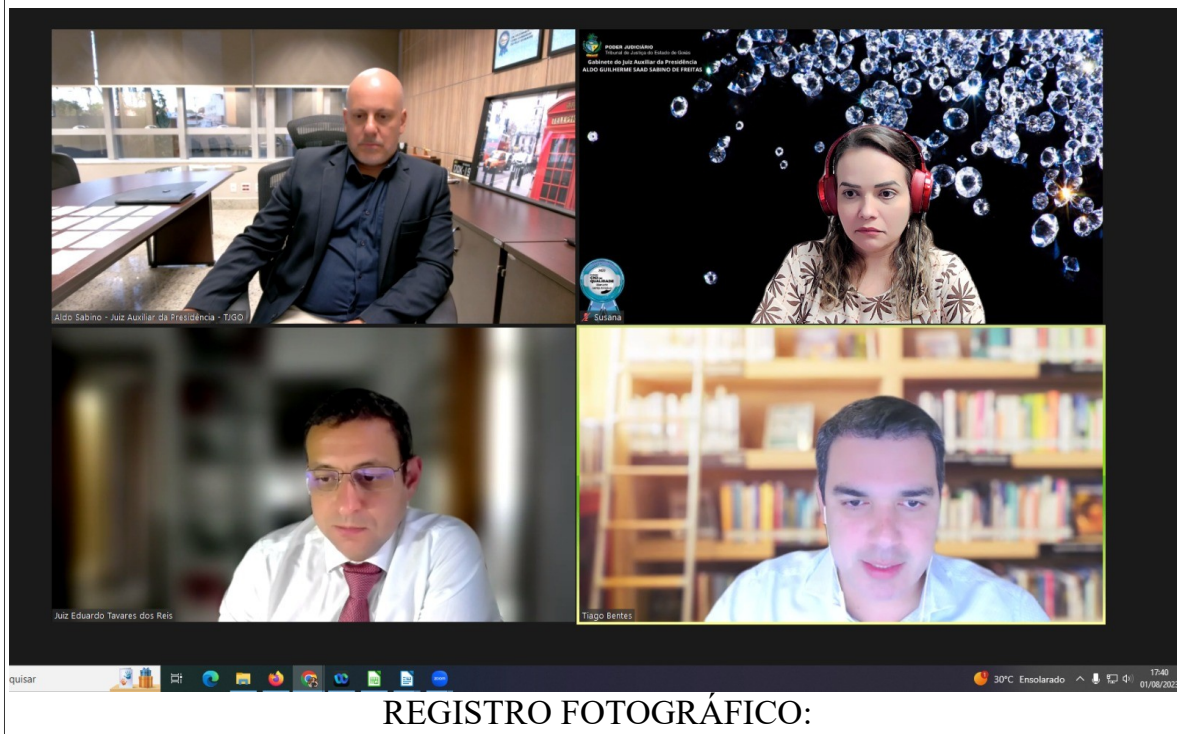 PODER JUDICIÁRIO
Tribunal de Justiça do Estado de Goiás
Gabinete do Juiz Auxiliar da Presidência
ALDO GUILHERME SAAD SABINO DE FREITAS
Aldo Sabino - Juiz Auxiliar da Presidência - TJGO
Susana
Juiz Eduardo Tavares dos Reis
Tiago Bentes
quisar
30°C Ensolarado
17:40
01/08/2023
REGISTRO FOTOGRÁFICO: